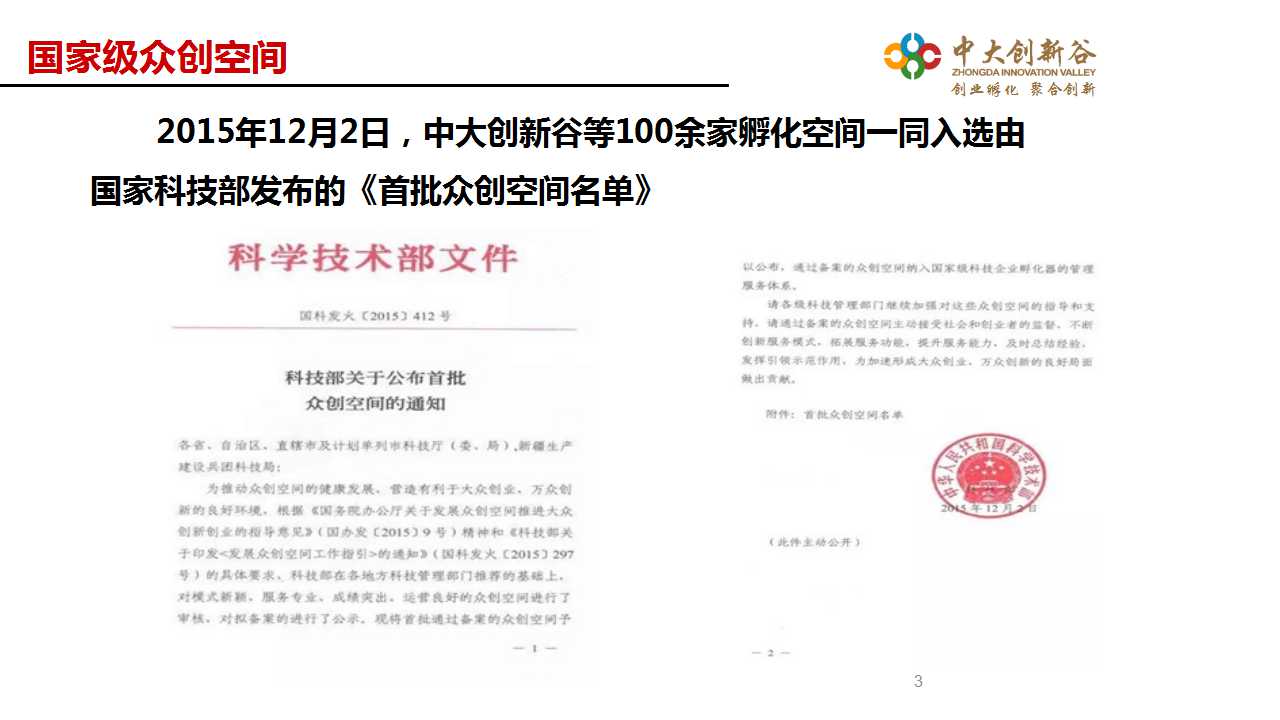 国家级众创空间
中大创新谷
ZHONGDA INNOVATION VALLEY
创业孵化 聚合创新
2015年12月2日，中大创新谷等100余家孵化空间一同入选由
国家科技部发布的《首批众创空间名单》
科学技术部文件
国科发火〔2015〕412 号
科技部关于公布首批
众创空间的通知
各省、自治区、直辖市及计划单列市科技厅（委、局）,新疆生产
建设兵团科技局:
为推动众创空间的健康发展，营造有利于大众创业、万众创
新的良好环境，根据《国务院办公厅关于发展众创空间推进大众
创新创业的指导意见》（国办发〔2015〕9 号）精神和《科技部关
于印发<发展众创空间工作指引>的通知》（国科发火〔2015〕297
号）的具体要求，科技部在各地方科技管理部门推荐的基础上，
对模式新颖、服务专业、成绩突出、运营良好的众创空间进行了
审核，对拟备案的进行了公示。现将首批通过备案的众创空间予
— 1 —
以公布，通过备案的众创空间纳入国家级科技企业孵化器的管理
服务体系。
请各级科技管理部门继续加强对这些众创空间的指导和支
持。请通过备案的众创空间主动接受社会和创业者的监督，不断
创新服务模式，拓展服务功能，提升服务能力，及时总结经验，
发挥引领示范作用，为加速形成大众创业、万众创新的良好局面
做出贡献。
附件: 首批众创空间名单
中华人民共和国科学技术部
2015 年 12 月 2 日
（此件主动公开）
— 2 —
3